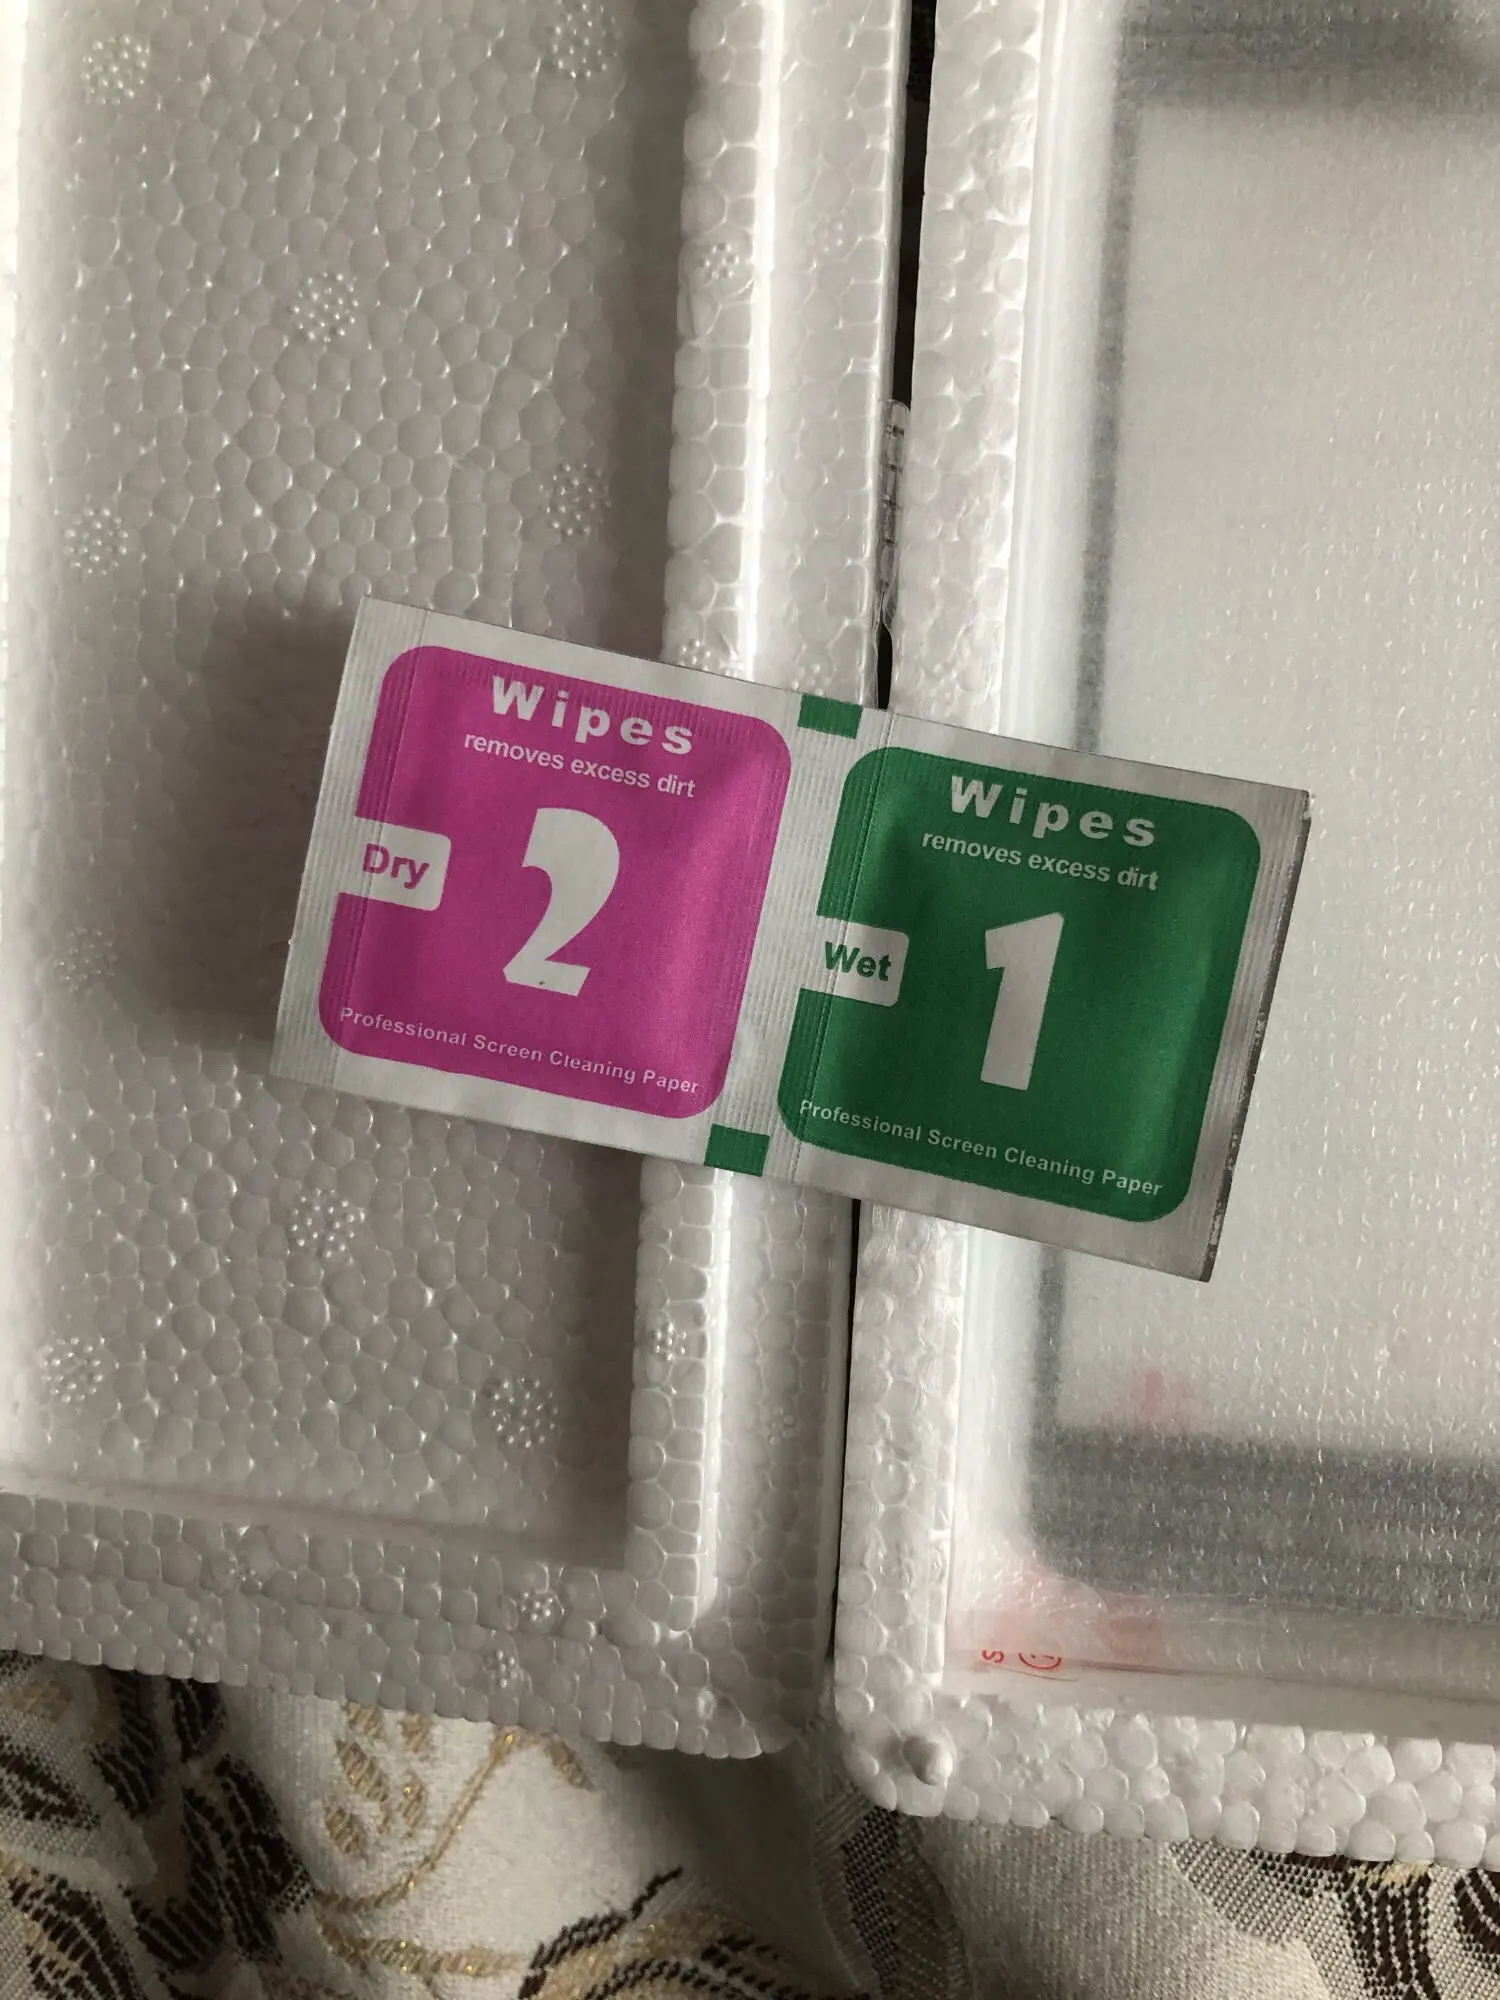 Wipes
removes excess dirt
Dry
2
Professional Screen Cleaning Paper
Wipes
removes excess dirt
Wet
1
Professional Screen Cleaning Paper